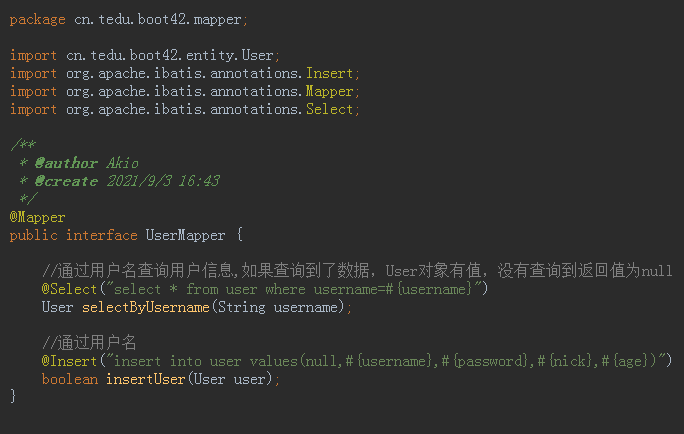 package cn.tedu.boot42.mapper;
import cn.tedu.boot42.entity.User;
import org.apache.ibatis.annotations.Insert;
import org.apache.ibatis.annotations.Mapper;
import org.apache.ibatis.annotations.Select;
/**
 * @author Akio
 * @create 2021/9/3 16:43
 */
@Mapper
public interface UserMapper {
    //通过用户名查询用户信息,如果查询到了数据，User对象有值，没有查询到返回值为null
    @Select("select * from user where username=#{username}")
    User selectByUsername(String username);
    //通过用户名
    @Insert("insert into user values(null,#{username},#{password},#{nick},#{age})")
    boolean insertUser(User user);
}